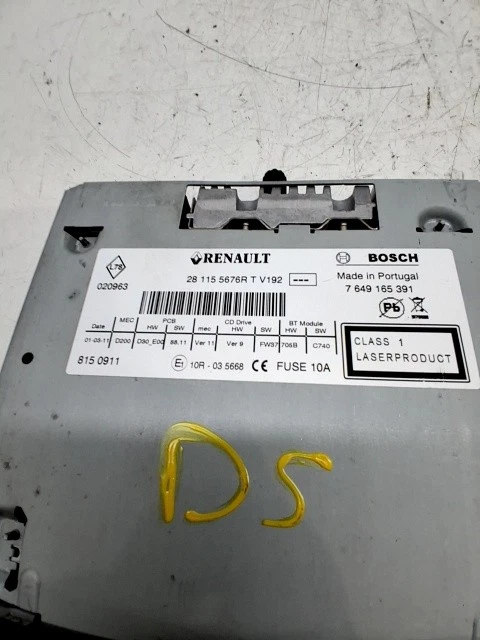 RENAULT
BOSCH
L78
020963
28 115 5676R T V192 ---
Made in Portugal
7 649 165 391
Pb
MEC PCB CD Drive BT Module
Date HW SW mec HW SW HW SW
01-03-11 D200 D30_E00 88.11 Ver 11 Ver 9 FW37 705B C740
CLASS 1
LASERPRODUCT
815 0911
E1 10R - 03 5668 CE FUSE 10A
DS